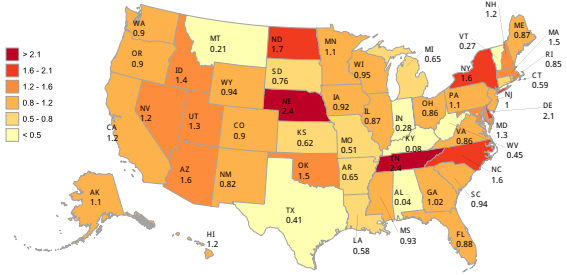 > 2.1
1.6 - 2.1
1.2 - 1.6
0.8 - 1.2
0.5 - 0.8
< 0.5
WA
0.9
OR
0.9
CA
1.2
NV
1.2
ID
1.4
MT
0.21
WY
0.94
UT
1.3
CO
0.9
AZ
1.6
NM
0.82
ND
1.7
SD
0.76
NE
2.4
KS
0.62
OK
1.5
TX
0.41
MN
1.1
IA
0.92
MO
0.51
AR
0.65
LA
0.58
WI
0.95
IL
0.87
MI
0.65
IN
0.28
OH
0.86
KY
0.08
TN
2.4
MS
0.93
AL
0.04
GA
1.02
FL
0.88
SC
0.94
NC
1.6
VA
0.86
WV
0.45
MD
1.3
DE
2.1
PA
1.1
NJ
1
NY
1.6
CT
0.59
RI
0.85
MA
1.5
VT
0.27
NH
1.2
ME
0.87
AK
1.1
HI
1.2